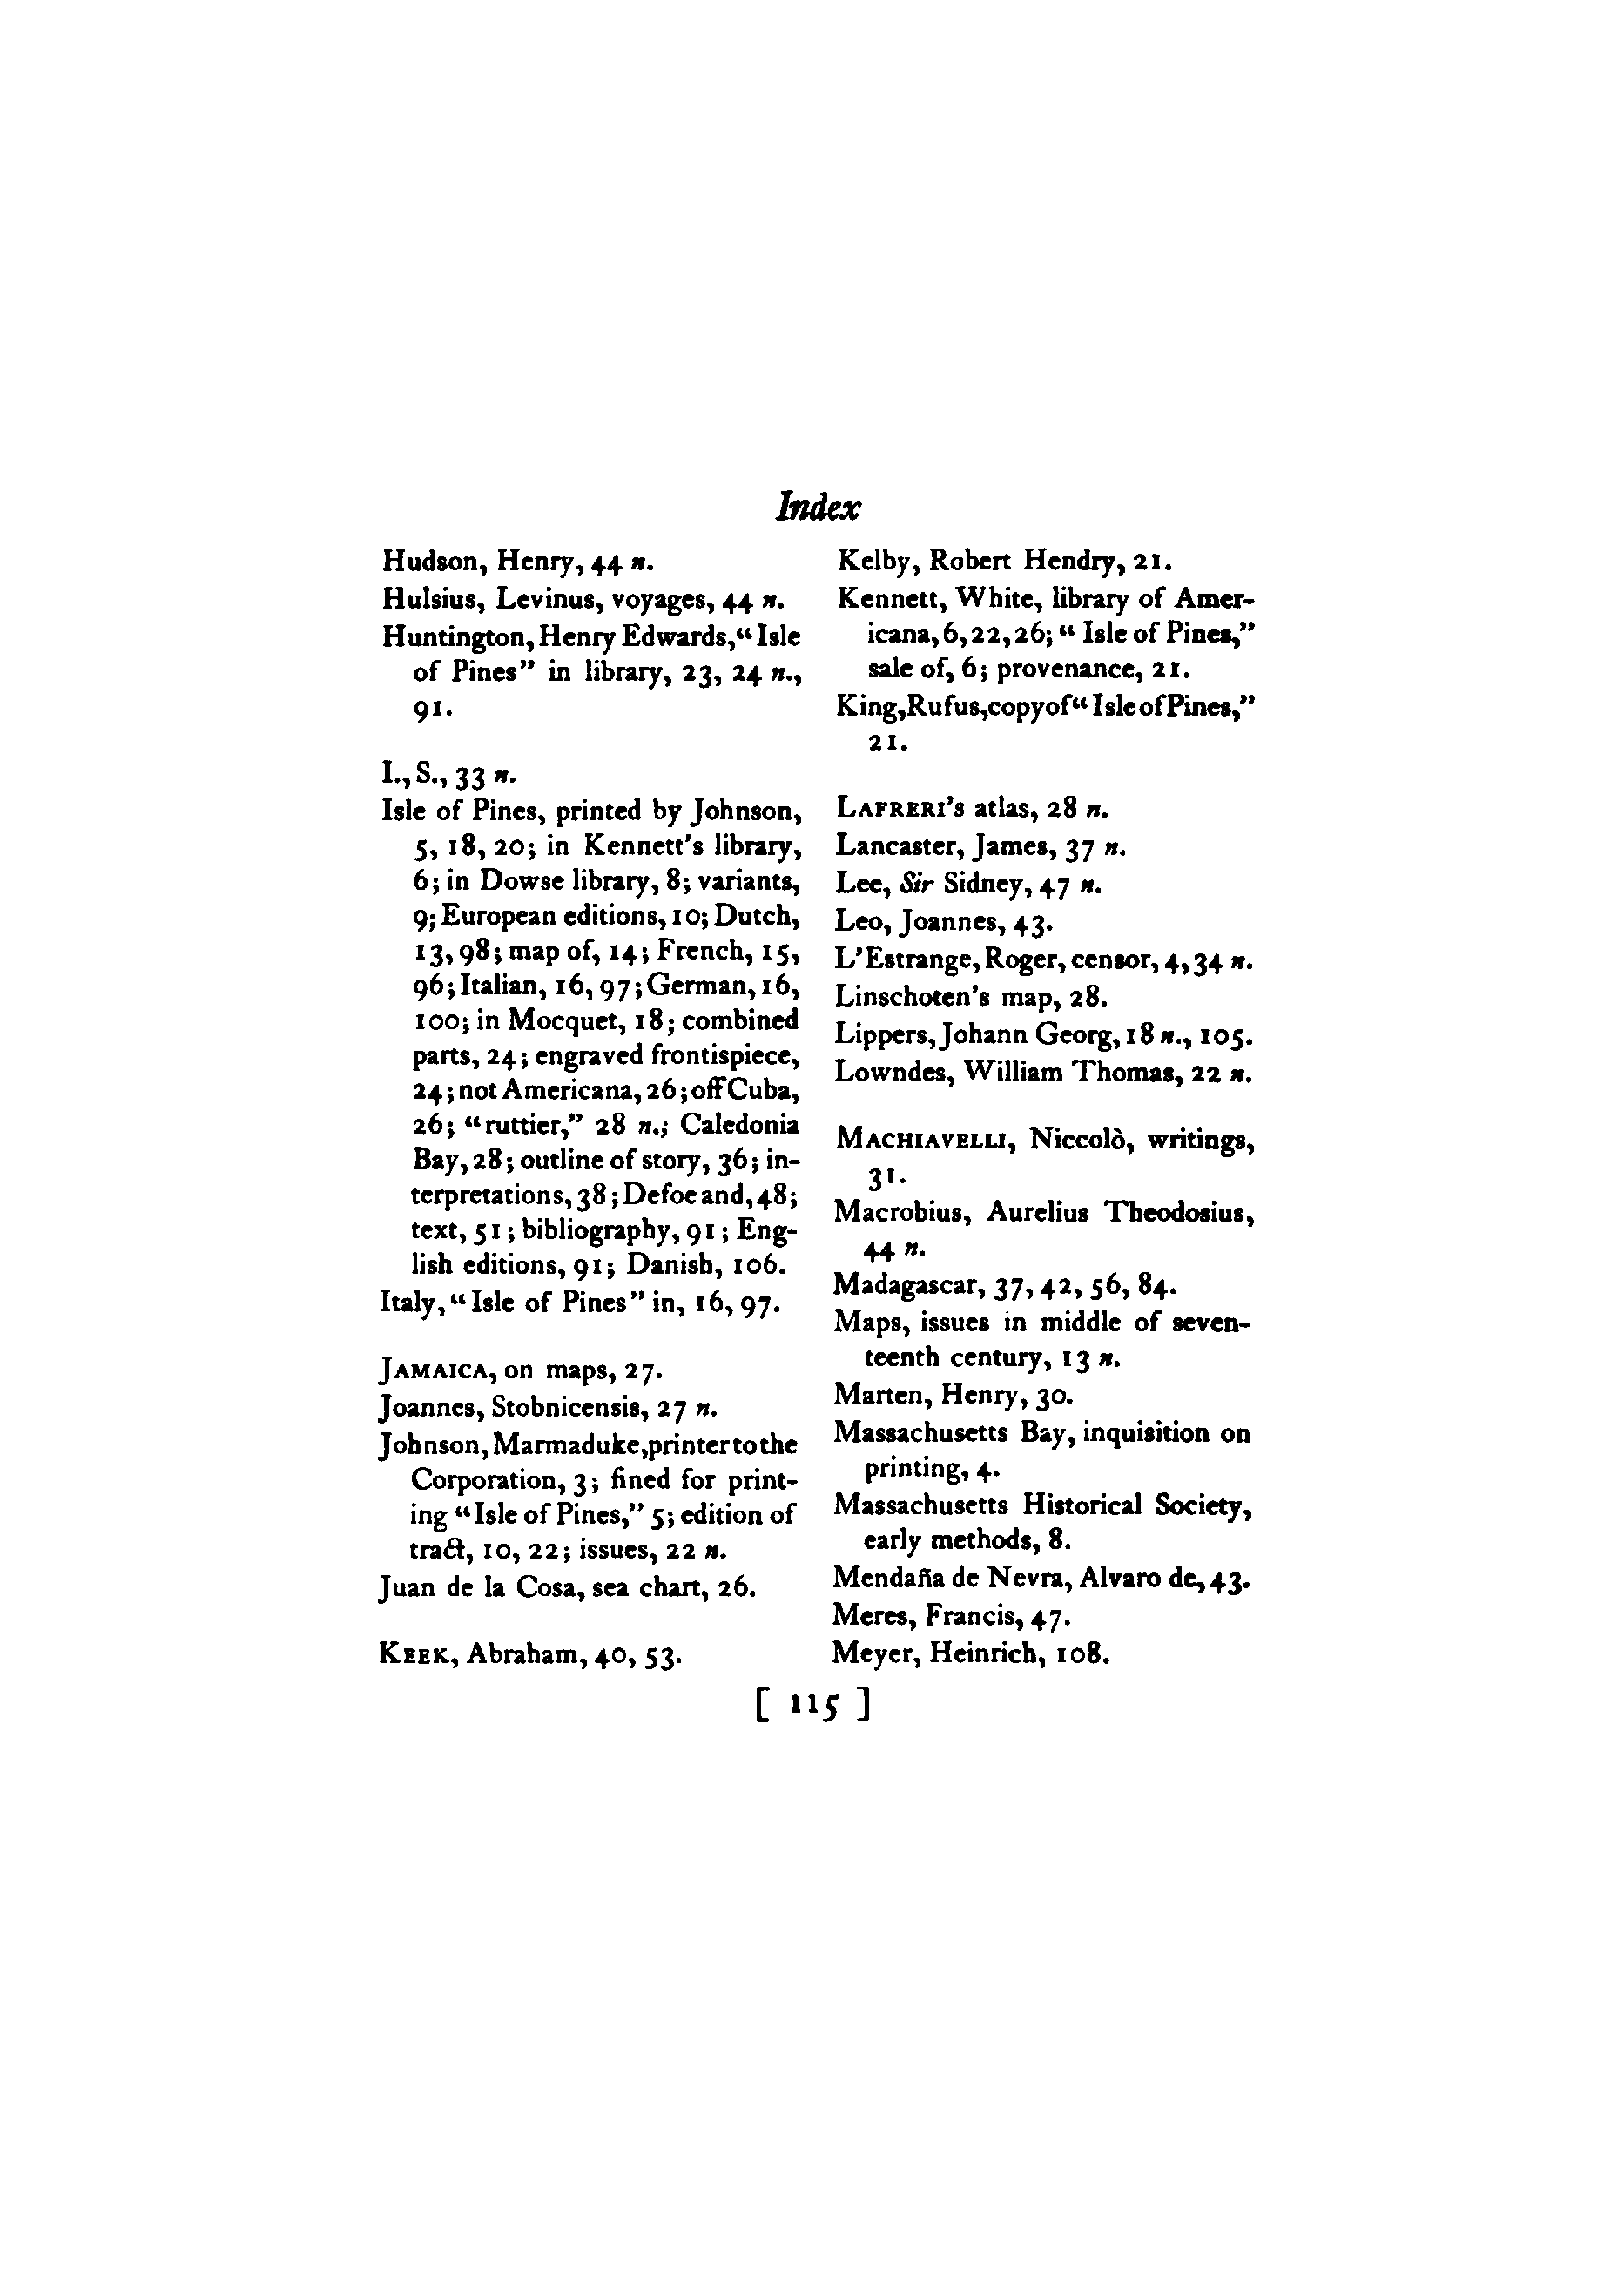 Index
Hudson, Henry, 44 n.
Hulsius, Levinus, voyages, 44 n.
Huntington, Henry Edwards, “Isle
of Pines” in library, 23, 24 n.,
91.
I., S., 33 n.
Isle of Pines, printed by Johnson,
5, 18, 20; in Kennett's library,
6; in Dowse library, 8; variants,
9; European editions, 10; Dutch,
13, 98; map of, 14; French, 15,
96; Italian, 16, 97; German, 16,
100; in Mocquet, 18; combined
parts, 24; engraved frontispiece,
24; not Americana, 26; off Cuba,
26; “ruttier,” 28 n.; Caledonia
Bay, 28; outline of story, 36; in-
terpretations, 38; Defoe and, 48;
text, 51; bibliography, 91; Eng-
lish editions, 91; Danish, 106.
Italy, “Isle of Pines” in, 16, 97.
JAMAICA, on maps, 27.
Joannes, Stobnicensis, 27 n.
Johnson, Marmaduke, printer to the
Corporation, 3; fined for print-
ing “Isle of Pines,” 5; edition of
tract, 10, 22; issues, 22 n.
Juan de la Cosa, sea chart, 26.
KEEK, Abraham, 40, 53.
Kelby, Robert Hendry, 21.
Kennett, White, library of Amer-
icana, 6, 22, 26; “Isle of Pines,”
sale of, 6; provenance, 21.
King, Rufus, copy of “Isle of Pines,”
21.
LAFRERI'S atlas, 28 n.
Lancaster, James, 37 n.
Lee, Sir Sidney, 47 n.
Leo, Joannes, 43.
L'Estrange, Roger, censor, 4, 34 n.
Linschoten's map, 28.
Lippers, Johann Georg, 18 n., 105.
Lowndes, William Thomas, 22 n.
MACHIAVELLI, Niccolò, writings,
31.
Macrobius, Aurelius Theodosius,
44 n.
Madagascar, 37, 42, 56, 84.
Maps, issues in middle of seven-
teenth century, 13 n.
Marten, Henry, 30.
Massachusetts Bay, inquisition on
printing, 4.
Massachusetts Historical Society,
early methods, 8.
Mendaña de Nevra, Alvaro de, 43.
Meres, Francis, 47.
Meyer, Heinrich, 108.
[ 115 ]